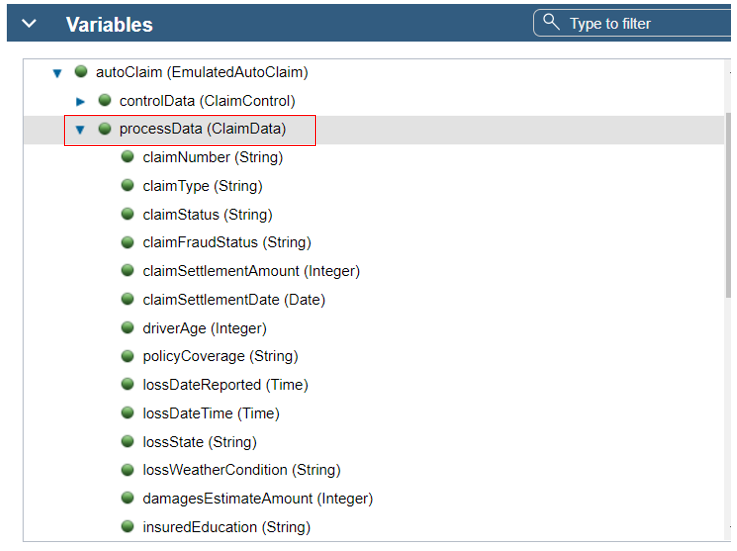 Variables
Type to filter
autoClaim (EmulatedAutoClaim)
controlData (ClaimControl)
processData (ClaimData)
claimNumber (String)
claimType (String)
claimStatus (String)
claimFraudStatus (String)
claimSettlementAmount (Integer)
claimSettlementDate (Date)
driverAge (Integer)
policyCoverage (String)
lossDateReported (Time)
lossDateTime (Time)
lossState (String)
lossWeatherCondition (String)
damagesEstimateAmount (Integer)
insuredEducation (String)